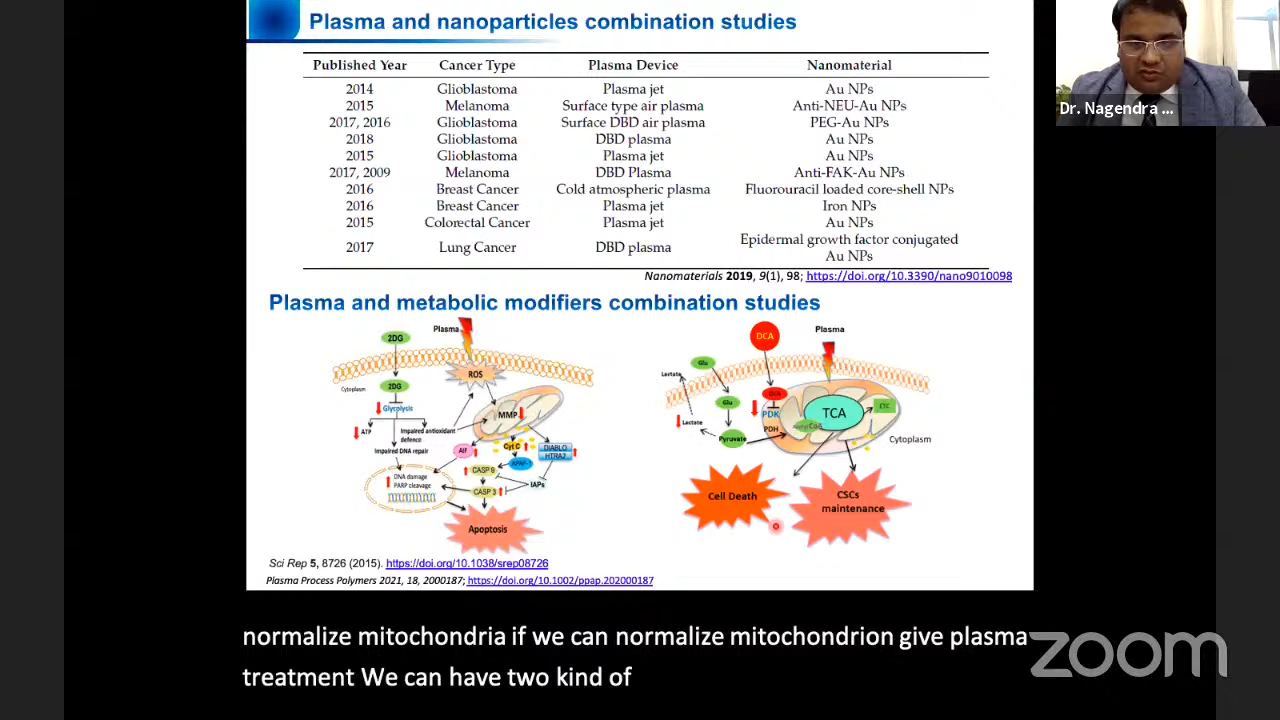 Plasma and nanoparticles combination studies
Published Year Cancer Type Plasma Device Nanomaterial
2014 Glioblastoma Plasma jet Au NPs
2015 Melanoma Surface type air plasma Anti-NEU-Au NPs
2017, 2016 Glioblastoma Surface DBD air plasma PEG-Au NPs
2018 Glioblastoma DBD plasma Au NPs
2015 Glioblastoma Plasma jet Au NPs
2017, 2009 Melanoma DBD Plasma Anti-FAK-Au NPs
2016 Breast Cancer Cold atmospheric plasma Fluorouracil loaded core-shell NPs
2016 Breast Cancer Plasma jet Iron NPs
2015 Colorectal Cancer Plasma jet Au NPs
2017 Lung Cancer DBD plasma Epidermal growth factor conjugated
Au NPs
Nanomaterials 2019, 9(1), 98; https://doi.org/10.3390/nano9010098
Plasma and metabolic modifiers combination studies
2DG
Plasma
ROS
Cytoplasm
2DG
Glycolysis
ATP
Impaired antioxidant
defence
Impaired DNA repair
MMP
AIF
Cyt C
DIABLO
HTRA2
APAF-1
CASP 9
IAPs
DNA damage
PARP cleavage
CASP 3
Apoptosis
DCA
Plasma
Glu
Lactate
DCA
Glu
PDK
TCA
CSC
Lactate
PDH
Acetyl CoA
Pyruvate
Cytoplasm
Cell Death
CSCs
maintenance
Sci Rep 5, 8726 (2015). https://doi.org/10.1038/srep08726
Plasma Process Polymers 2021, 18, 2000187; https://doi.org/10.1002/ppap.202000187
Dr. Nagendra ...
normalize mitochondria if we can normalize mitochondrion give plasma
treatment We can have two kind of
zoom